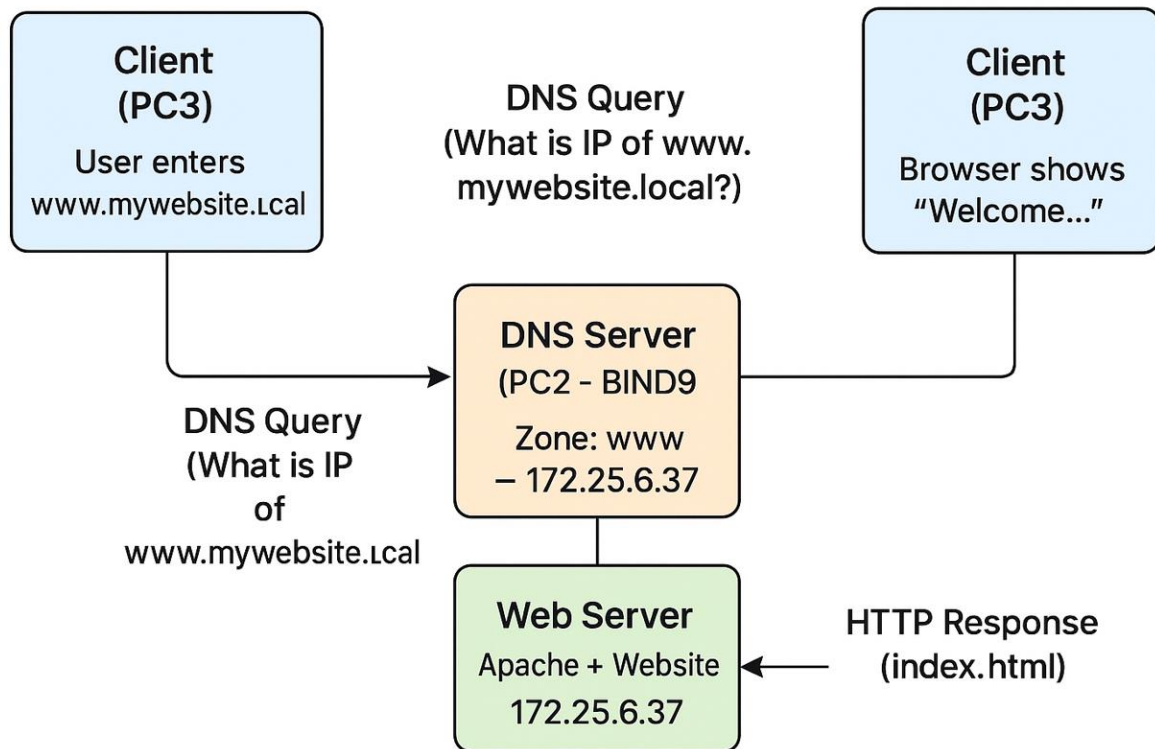 Client
(PC3)
User enters
www.mywebsite.ʟcal
DNS Query
(What is IP of www.
mywebsite.local?)
Client
(PC3)
Browser shows
“Welcome...”
DNS Server
(PC2 - BIND9
Zone: www
– 172.25.6.37
DNS Query
(What is IP
of
www.mywebsite.ʟcal
Web Server
Apache + Website
172.25.6.37
HTTP Response
(index.html)